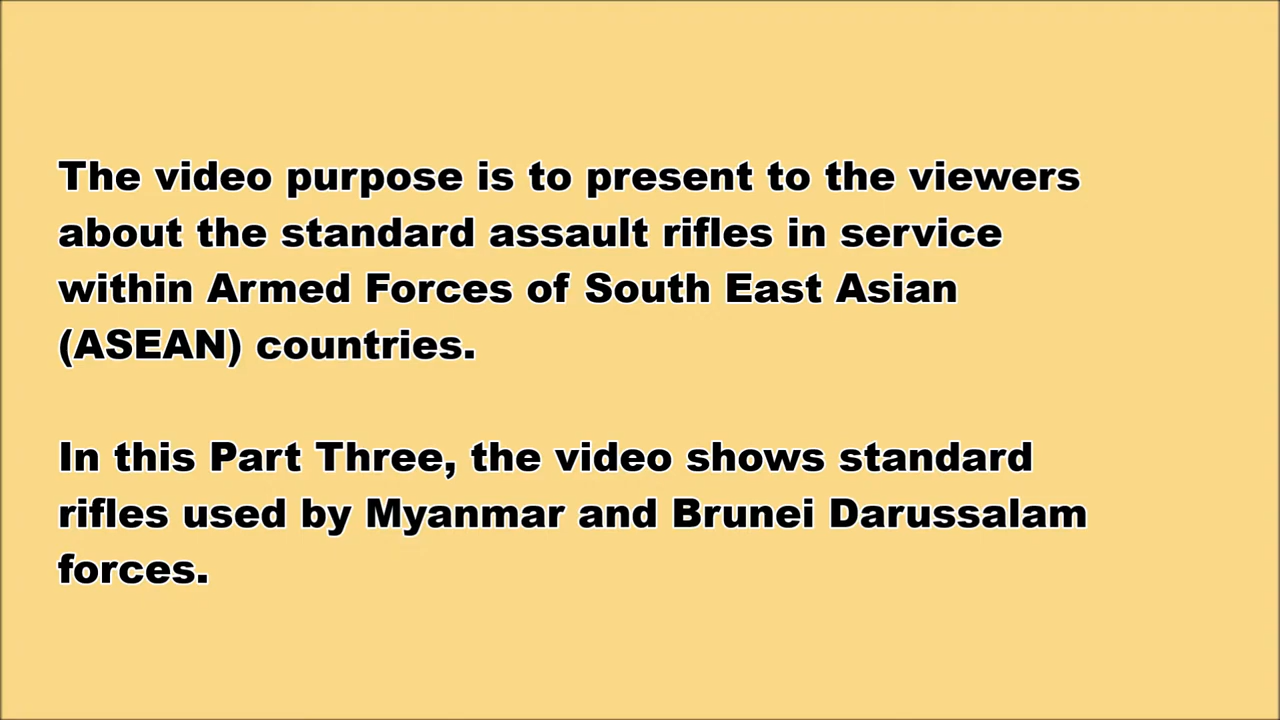 The video purpose is to present to the viewers
about the standard assault rifles in service
within Armed Forces of South East Asian
(ASEAN) countries.
In this Part Three, the video shows standard
rifles used by Myanmar and Brunei Darussalam
forces.